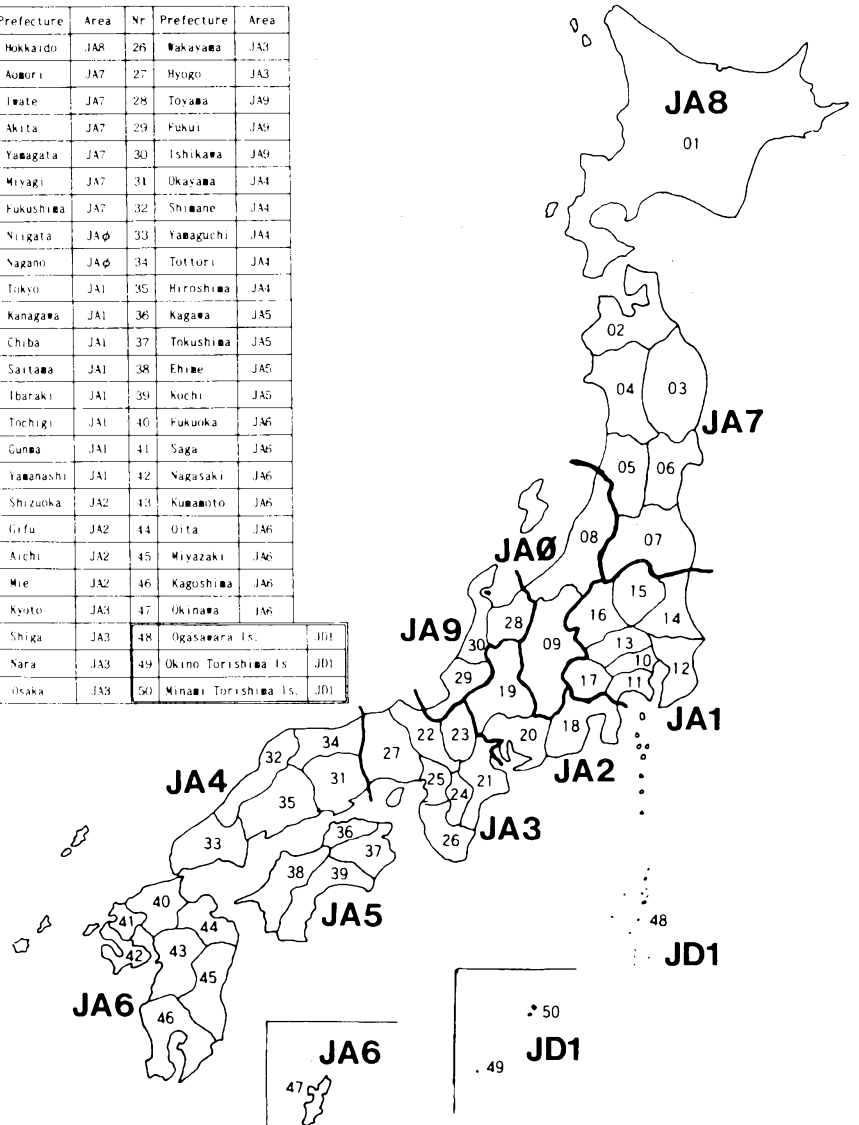 Prefecture Area Nr Prefecture Area
Hokkaido JA8 26 Wakayama JA3
Aomori JA7 27 Hyogo JA3
Iwate JA7 28 Toyama JA9
Akita JA7 29 Fukui JA9
Yamagata JA7 30 Ishikawa JA9
Miyagi JA7 31 Okayama JA4
Fukushima JA7 32 Shimane JA4
Niigata JAφ 33 Yamaguchi JA4
Nagano JAφ 34 Tottori JA4
Tokyo JA1 35 Hiroshima JA4
Kanagawa JA1 36 Kagawa JA5
Chiba JA1 37 Tokushima JA5
Saitama JA1 38 Ehime JA5
Ibaraki JA1 39 Kochi JA5
Tochigi JA1 40 Fukuoka JA6
Gunma JA1 41 Saga JA6
Yamanashi JA1 42 Nagasaki JA6
Shizuoka JA2 43 Kumamoto JA6
Gifu JA2 44 Oita JA6
Aichi JA2 45 Miyazaki JA6
Mie JA2 46 Kagoshima JA6
Kyoto JA3 47 Okinawa JA6
Shiga JA3 48 Ogasawara Is. JD1
Nara JA3 49 Okino Torishima Is JD1
Osaka JA3 50 Minami Torishima Is. JD1
JA8
01
02
04 03
JA7
05 06
08 07
JAØ
15
16 14
28
JA9
30 09 13
10 12
29 19 17 11
JA1
22 23 20 18
34
32 27
JA2
JA4
31 25 21
35 24
36 26
JA3
33 37
38 39
40
JA5
41 44 48
42 43
JD1
45
JA6
46
50
JA6
JD1
47 49